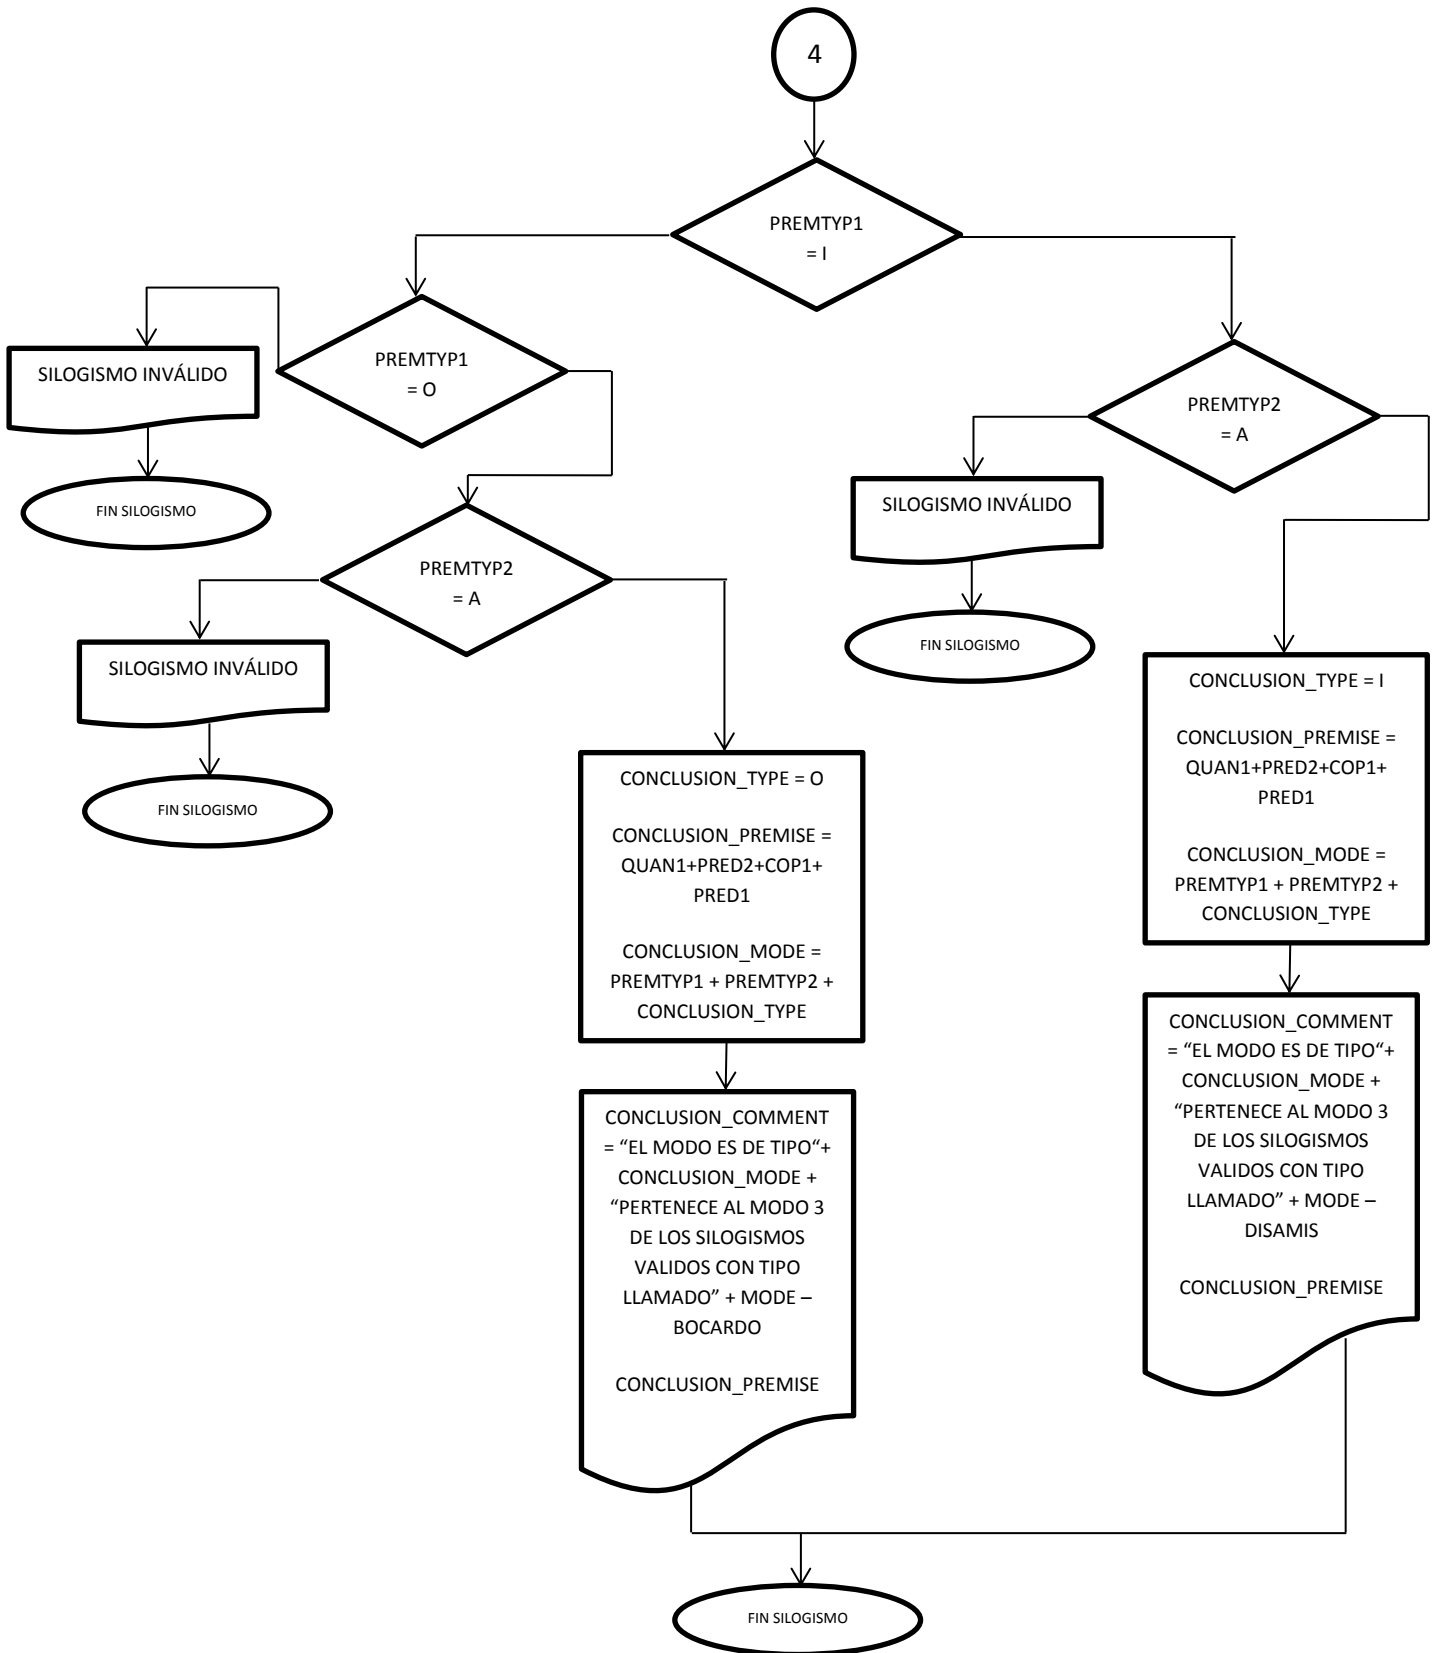 4
PREMTYP1
= I
PREMTYP1
= O
SILOGISMO INVÁLIDO
FIN SILOGISMO
PREMTYP2
= A
SILOGISMO INVÁLIDO
FIN SILOGISMO
PREMTYP2
= A
SILOGISMO INVÁLIDO
FIN SILOGISMO
CONCLUSION_TYPE = O
CONCLUSION_PREMISE =
QUAN1+PRED2+COP1+
PRED1
CONCLUSION_MODE =
PREMTYP1 + PREMTYP2 +
CONCLUSION_TYPE
CONCLUSION_COMMENT
= “EL MODO ES DE TIPO“+
CONCLUSION_MODE +
“PERTENECE AL MODO 3
DE LOS SILOGISMOS
VALIDOS CON TIPO
LLAMADO” + MODE –
BOCARDO
CONCLUSION_PREMISE
CONCLUSION_TYPE = I
CONCLUSION_PREMISE =
QUAN1+PRED2+COP1+
PRED1
CONCLUSION_MODE =
PREMTYP1 + PREMTYP2 +
CONCLUSION_TYPE
CONCLUSION_COMMENT
= “EL MODO ES DE TIPO“+
CONCLUSION_MODE +
“PERTENECE AL MODO 3
DE LOS SILOGISMOS
VALIDOS CON TIPO
LLAMADO” + MODE –
DISAMIS
CONCLUSION_PREMISE
FIN SILOGISMO